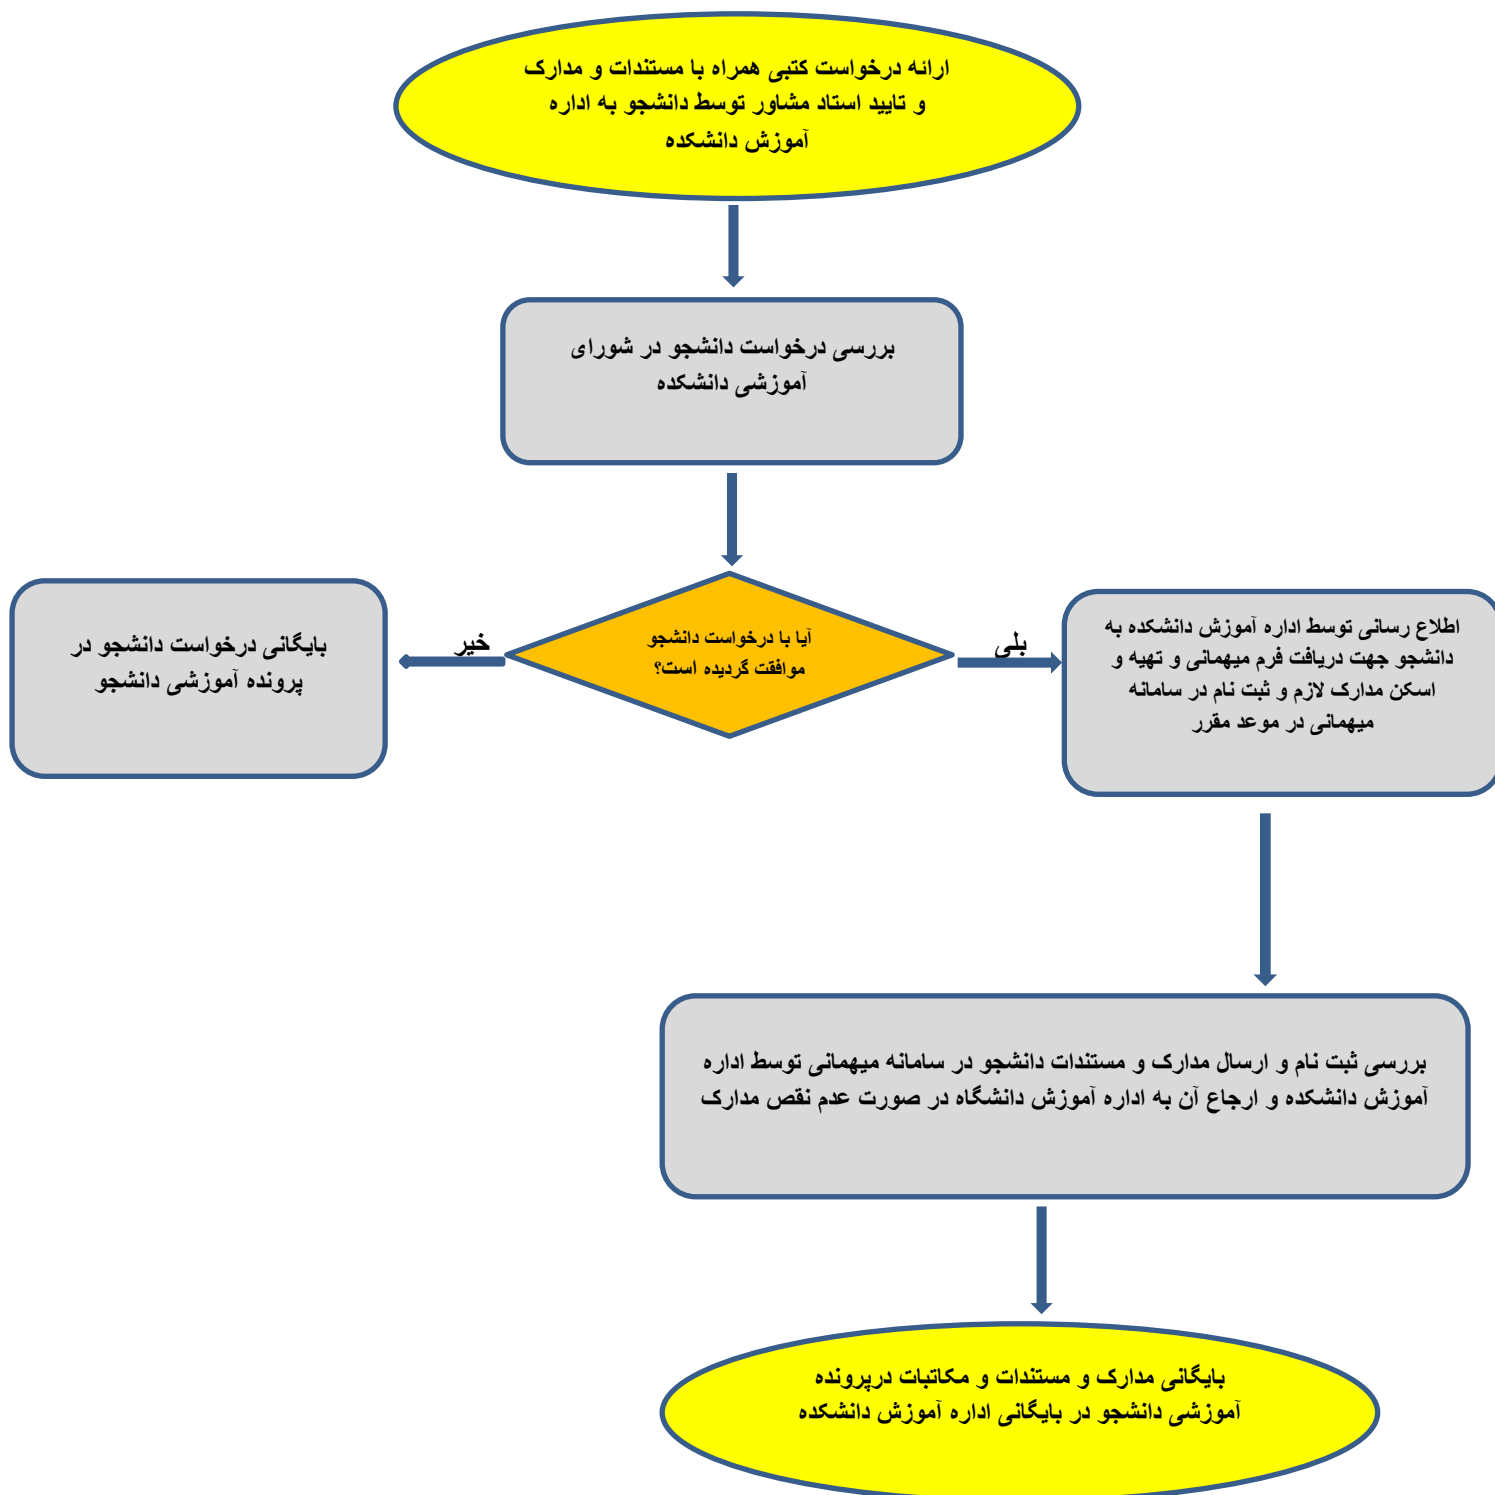 ارائه درخواست کتبی همراه با مستندات و مدارک
و تایید استاد مشاور توسط دانشجو به اداره
آموزش دانشکده
بررسی درخواست دانشجو در شورای
آموزشی دانشکده
آیا با درخواست دانشجو
موافقت گردیده است؟
بلی
خیر
اطلاع رسانی توسط اداره آموزش دانشکده به
دانشجو جهت دریافت فرم میهمانی و تهیه و
اسکن مدارک لازم و ثبت نام در سامانه
میهمانی در موعد مقرر
بایگانی درخواست دانشجو در
پرونده آموزشی دانشجو
بررسی ثبت نام و ارسال مدارک و مستندات دانشجو در سامانه میهمانی توسط اداره
آموزش دانشکده و ارجاع آن به اداره آموزش دانشگاه در صورت عدم نقص مدارک
بایگانی مدارک و مستندات و مکاتبات درپرونده
آموزشی دانشجو در بایگانی اداره آموزش دانشکده